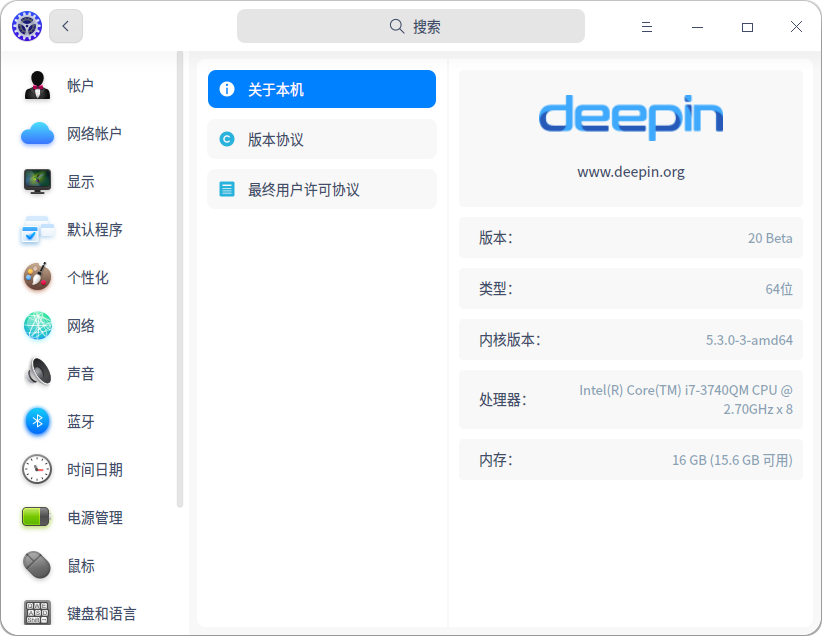 搜索
帐户
网络帐户
显示
默认程序
个性化
网络
声音
蓝牙
时间日期
电源管理
鼠标
键盘和语言
关于本机
版本协议
最终用户许可协议
deepin
www.deepin.org
版本： 20 Beta
类型： 64位
内核版本： 5.3.0-3-amd64
处理器： Intel(R) Core(TM) i7-3740QM CPU @
2.70GHz x 8
内存： 16 GB (15.6 GB 可用)